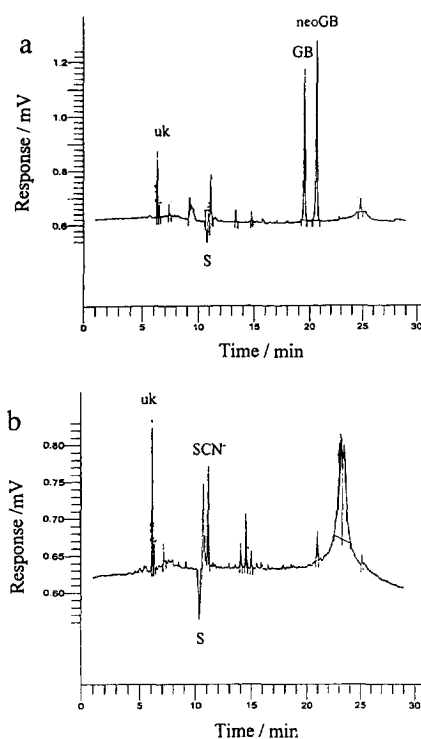 a
neoGB
GB
uk
S
1.2
1.0
0.8
0.6
Response / mV
0 5 10 15 20 25 30
Time / min
b
uk
SCN⁻
S
0.80
0.75
0.70
0.65
0.60
Response /mV
0 5 10 15 20 25 30
Time / min